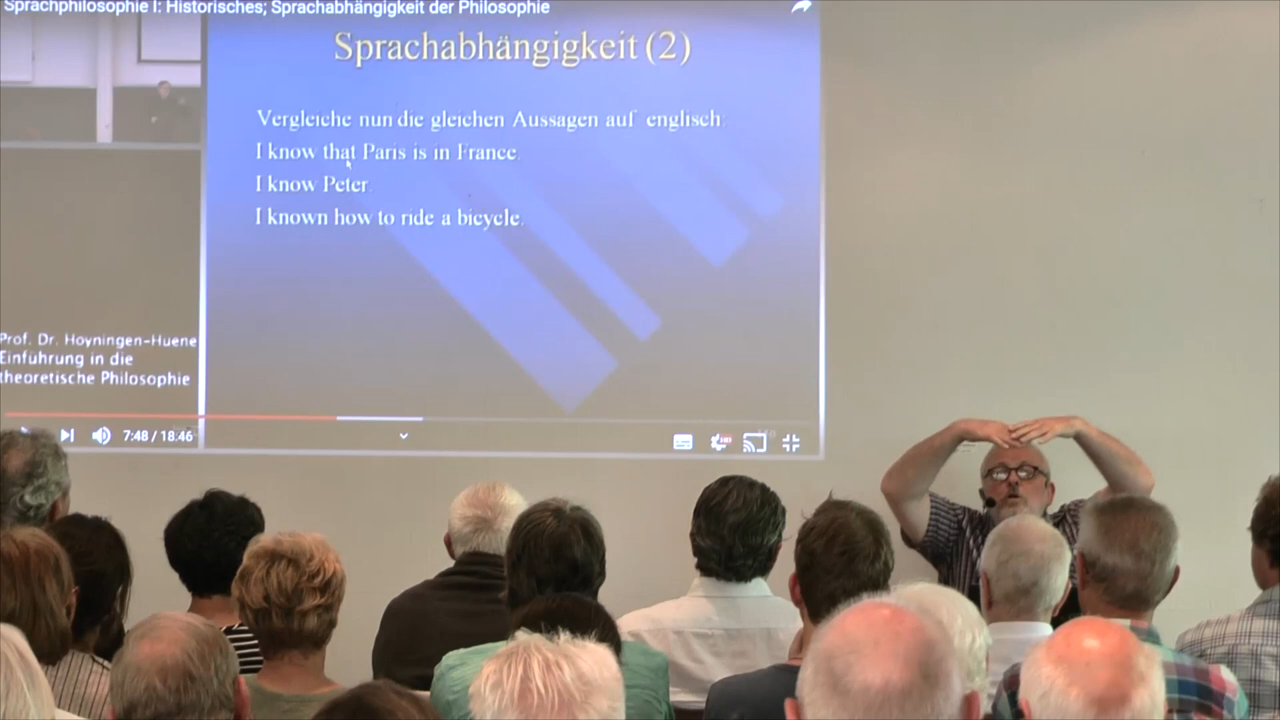 Sprachphilosophie I: Historisches; Sprachabhängigkeit der Philosophie
Sprachabhängigkeit (2)
Vergleiche nun die gleichen Aussagen auf englisch:
I know that Paris is in France.
I know Peter.
I known how to ride a bicycle.
Prof. Dr. Hoyningen-Huene
Einführung in die
theoretische Philosophie
7:48 / 18:46